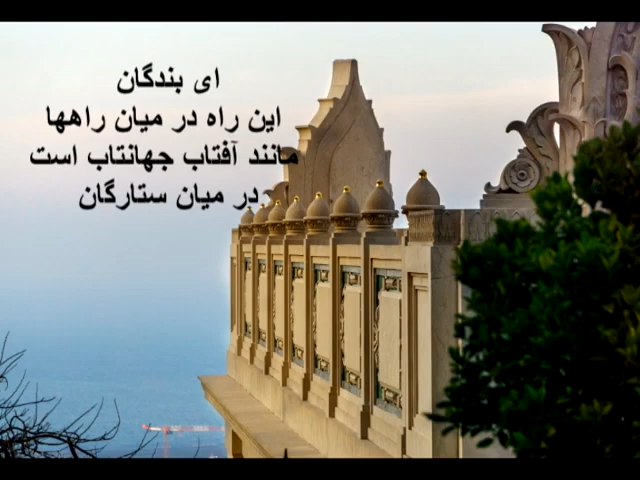 ای بندگان
این راه در میان راهها
مانند آفتاب جهانتاب است
در میان ستارگان